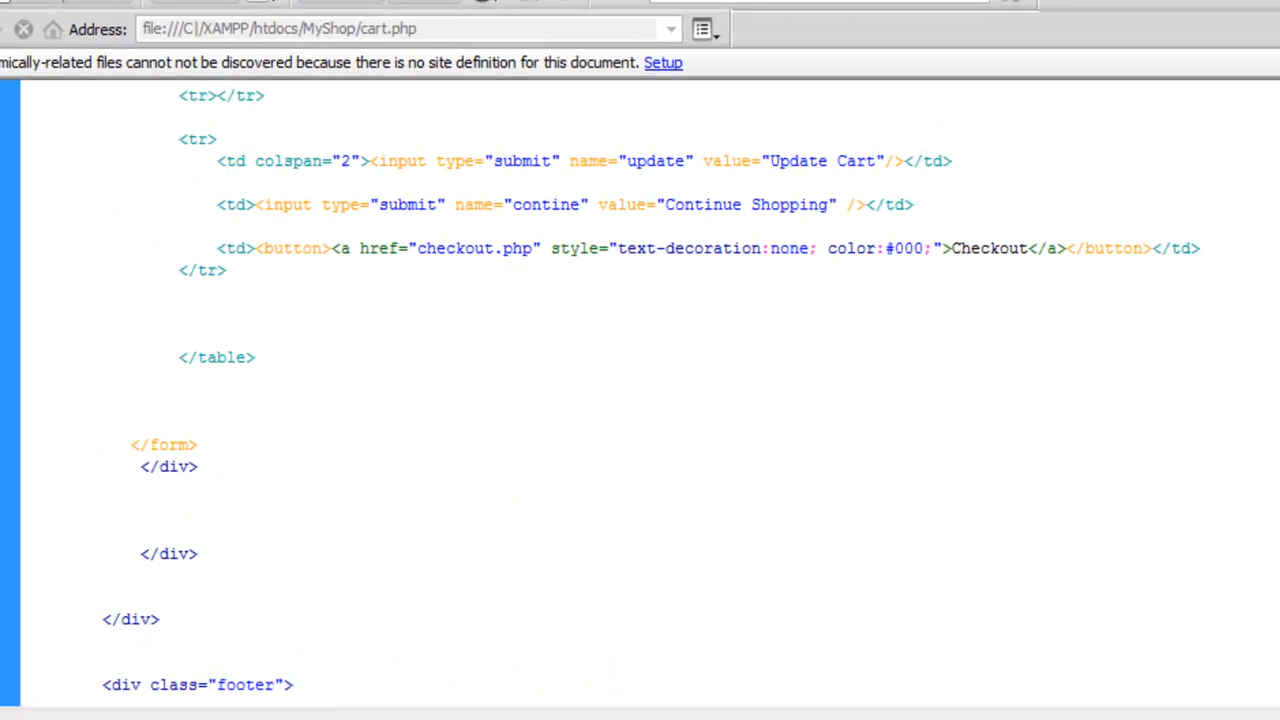 Address: file:///C|/XAMPP/htdocs/MyShop/cart.php
mically-related files cannot not be discovered because there is no site definition for this document. Setup
<tr></tr>
<tr>
<td colspan="2"><input type="submit" name="update" value="Update Cart"/></td>
<td><input type="submit" name="contine" value="Continue Shopping" /></td>
<td><button><a href="checkout.php" style="text-decoration:none; color:#000;">Checkout</a></button></td>
</tr>
</table>
</form>
</div>
</div>
</div>
<div class="footer">